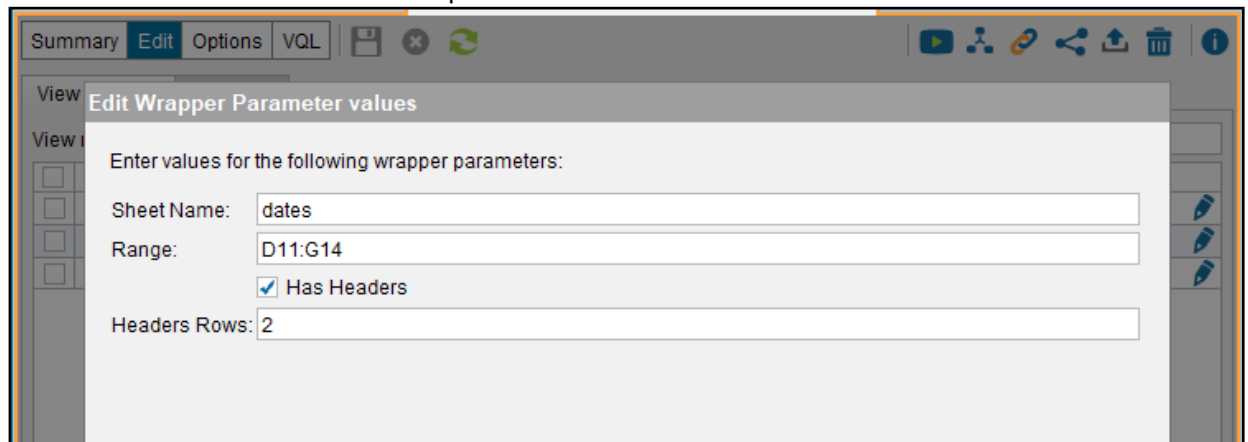 Summary Edit Options VQL
View
Edit Wrapper Parameter values
View
Enter values for the following wrapper parameters:
Sheet Name: dates
Range: D11:G14
Has Headers
Headers Rows: 2